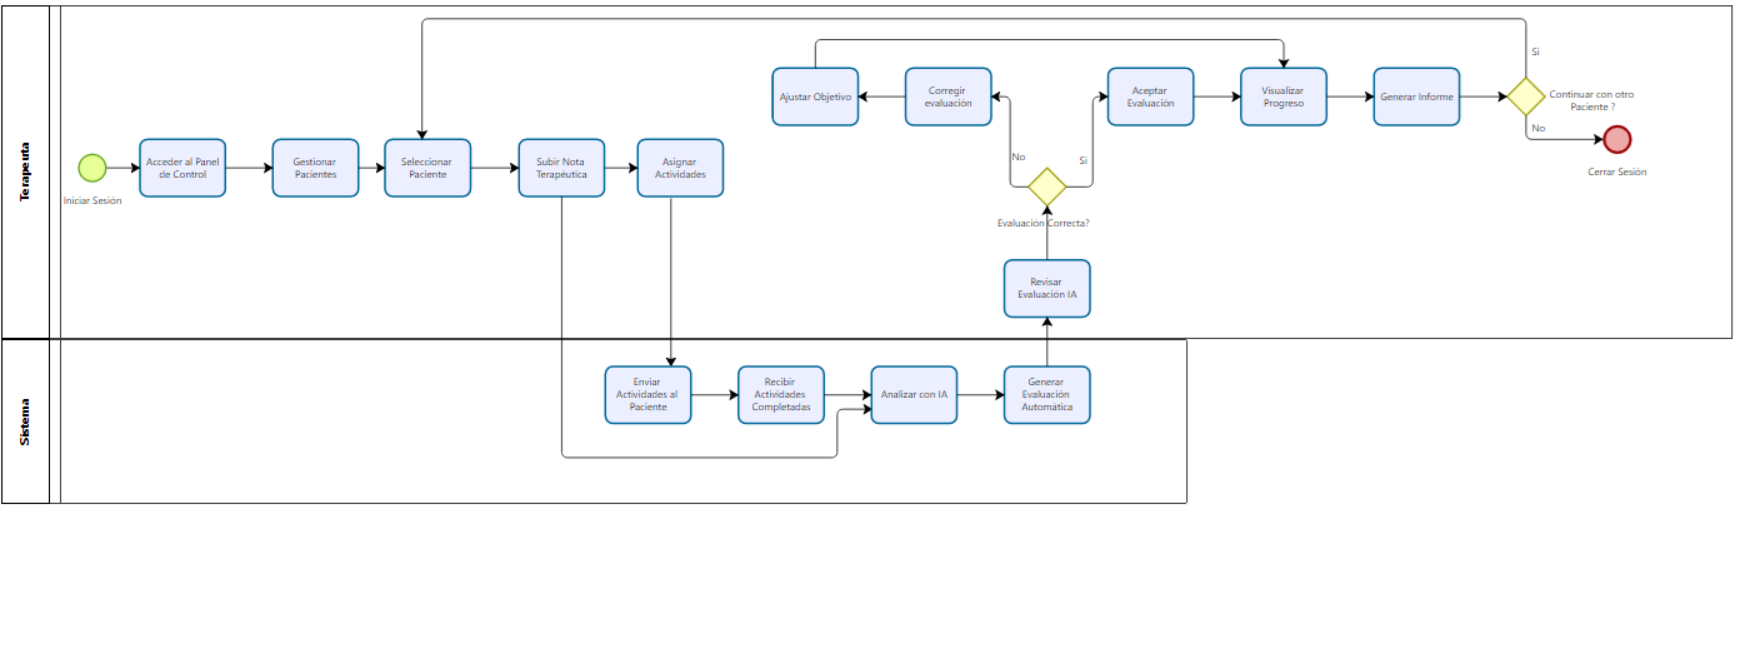 Terapeuta
Iniciar Sesión
Acceder al Panel
de Control
Gestionar
Pacientes
Seleccionar
Paciente
Subir Nota
Terapéutica
Asignar
Actividades
Ajustar Objetivo
Corregir
evaluación
Aceptar
Evaluación
Visualizar
Progreso
Generar Informe
Si
Continuar con otro
Paciente ?
No
Cerrar Sesión
No
Si
Evaluación Correcta?
Revisar
Evaluación IA
Sistema
Enviar
Actividades al
Paciente
Recibir
Actividades
Completadas
Analizar con IA
Generar
Evaluación
Automática